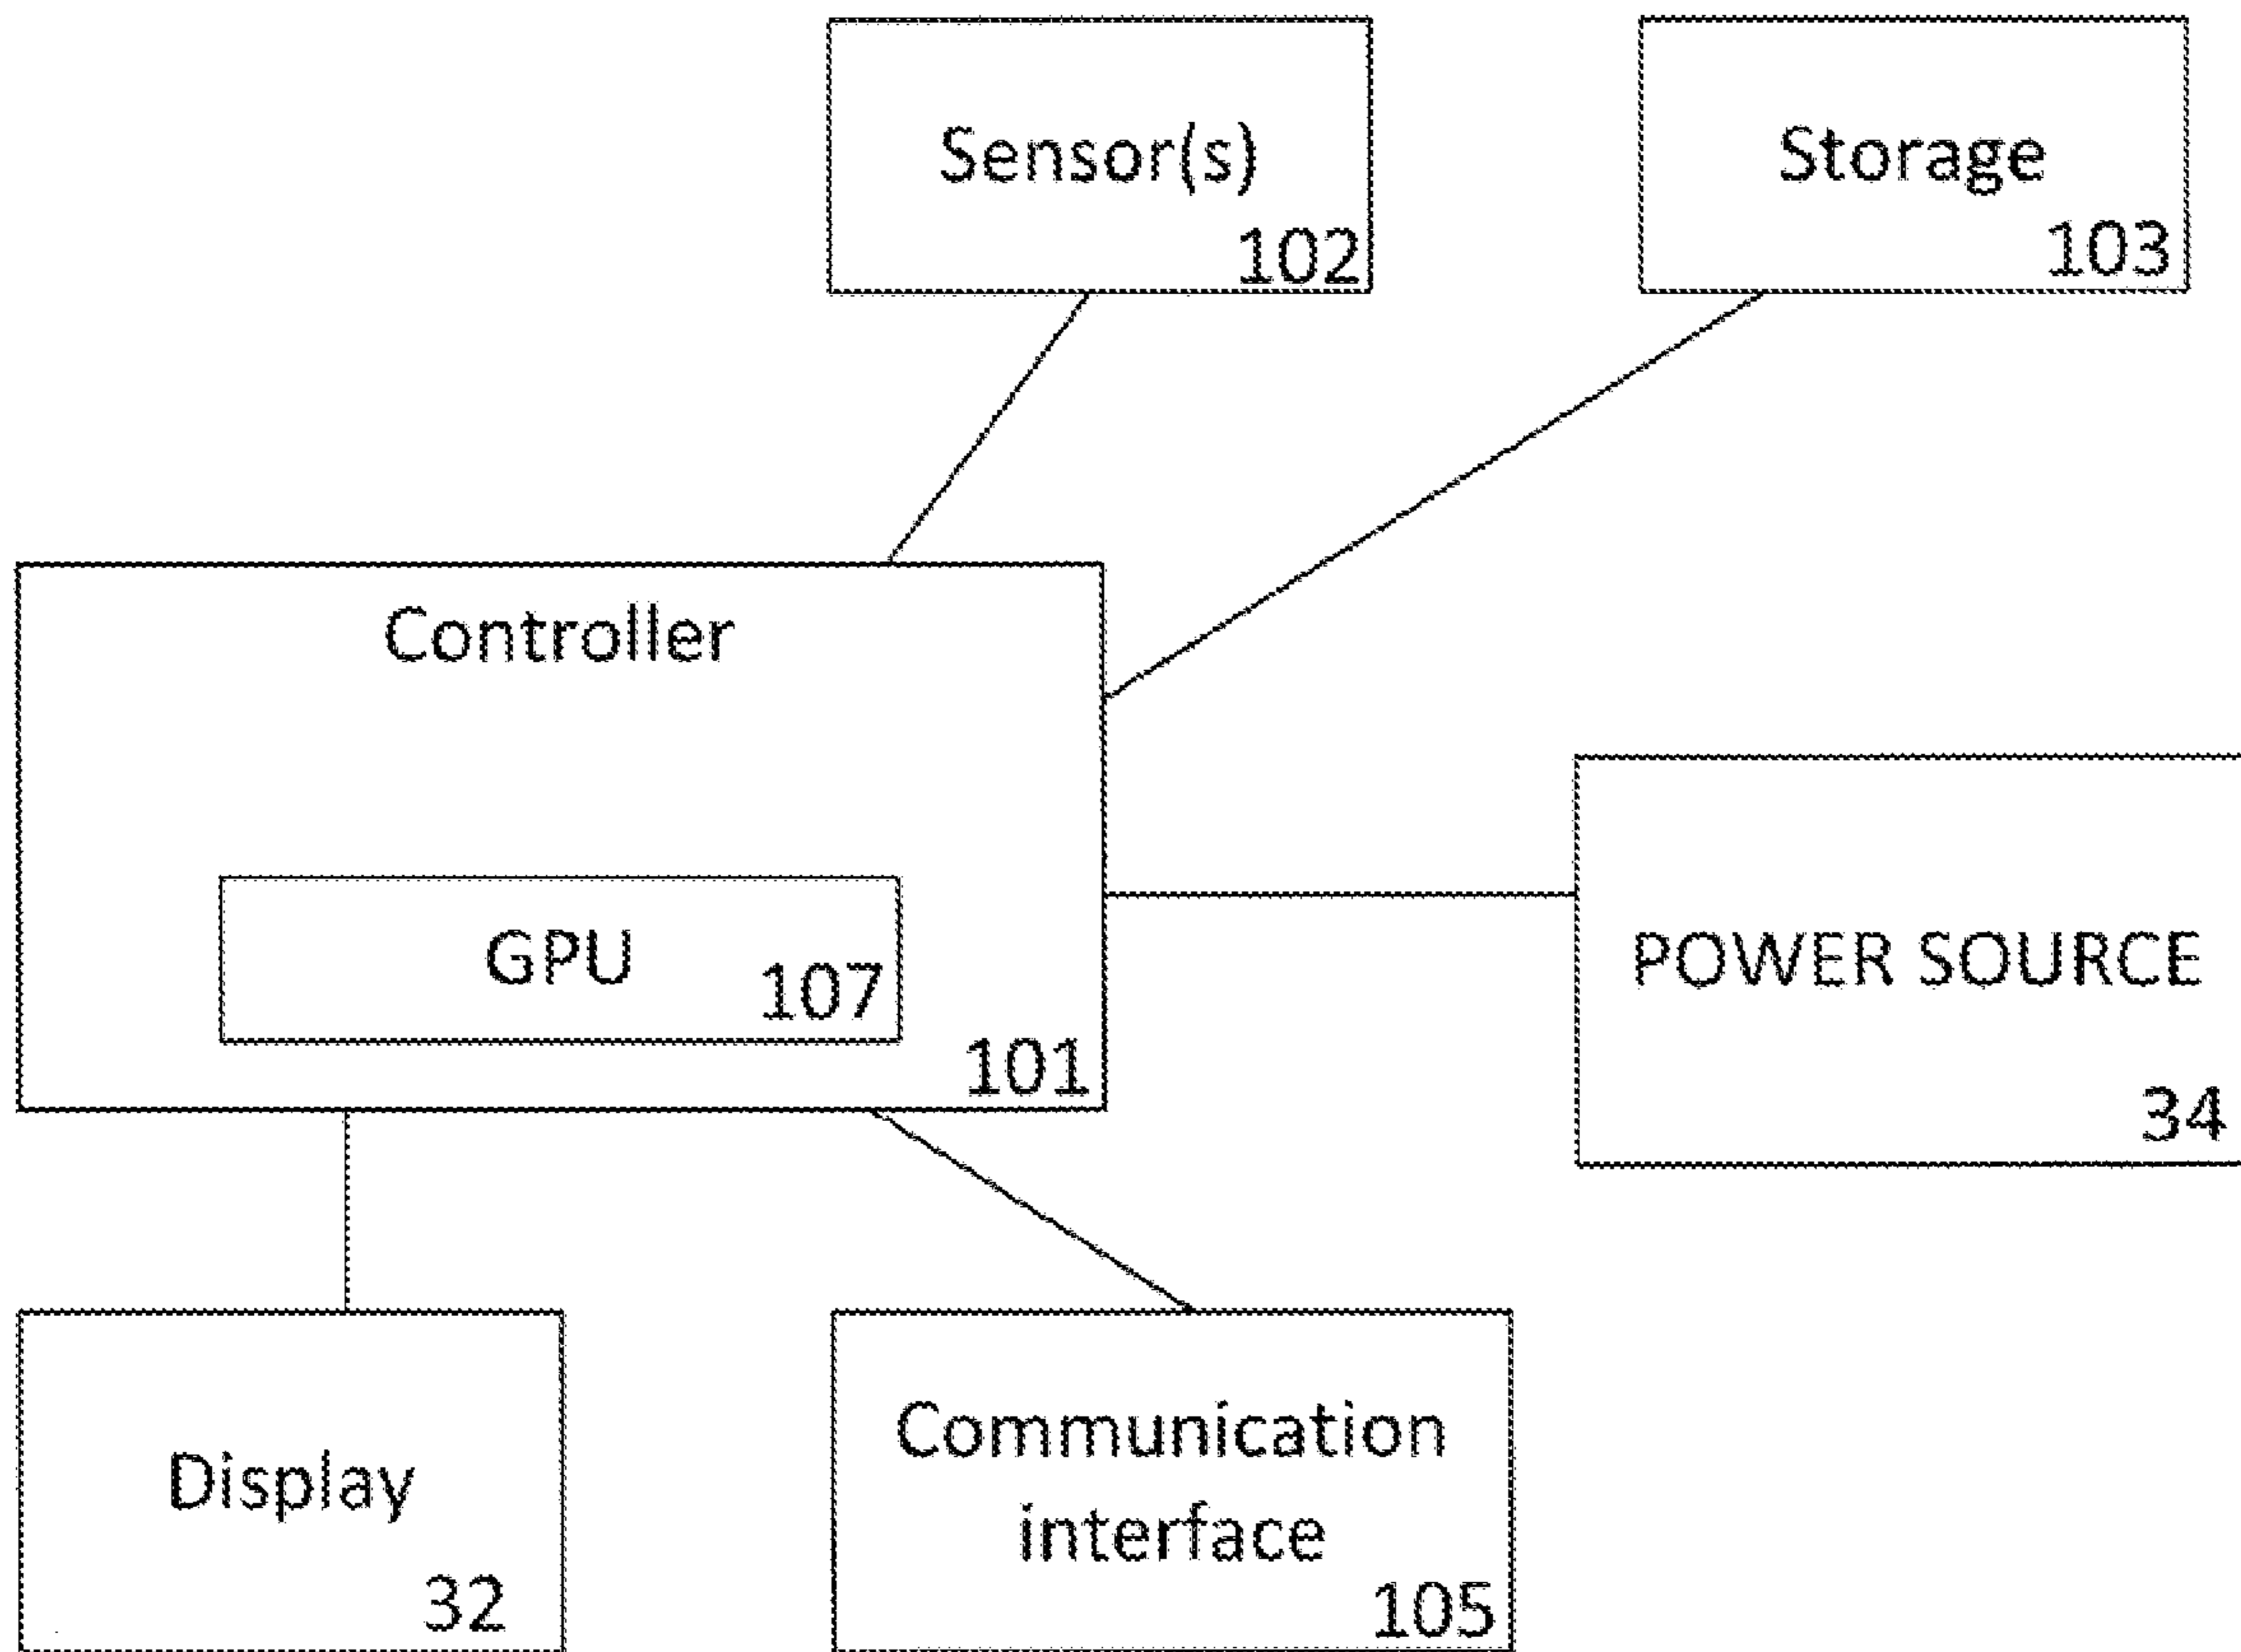 Sensor(s)
102
Storage
103
Controller
GPU
107
101
POWER SOURCE
34
Display
32
Communication
interface
105